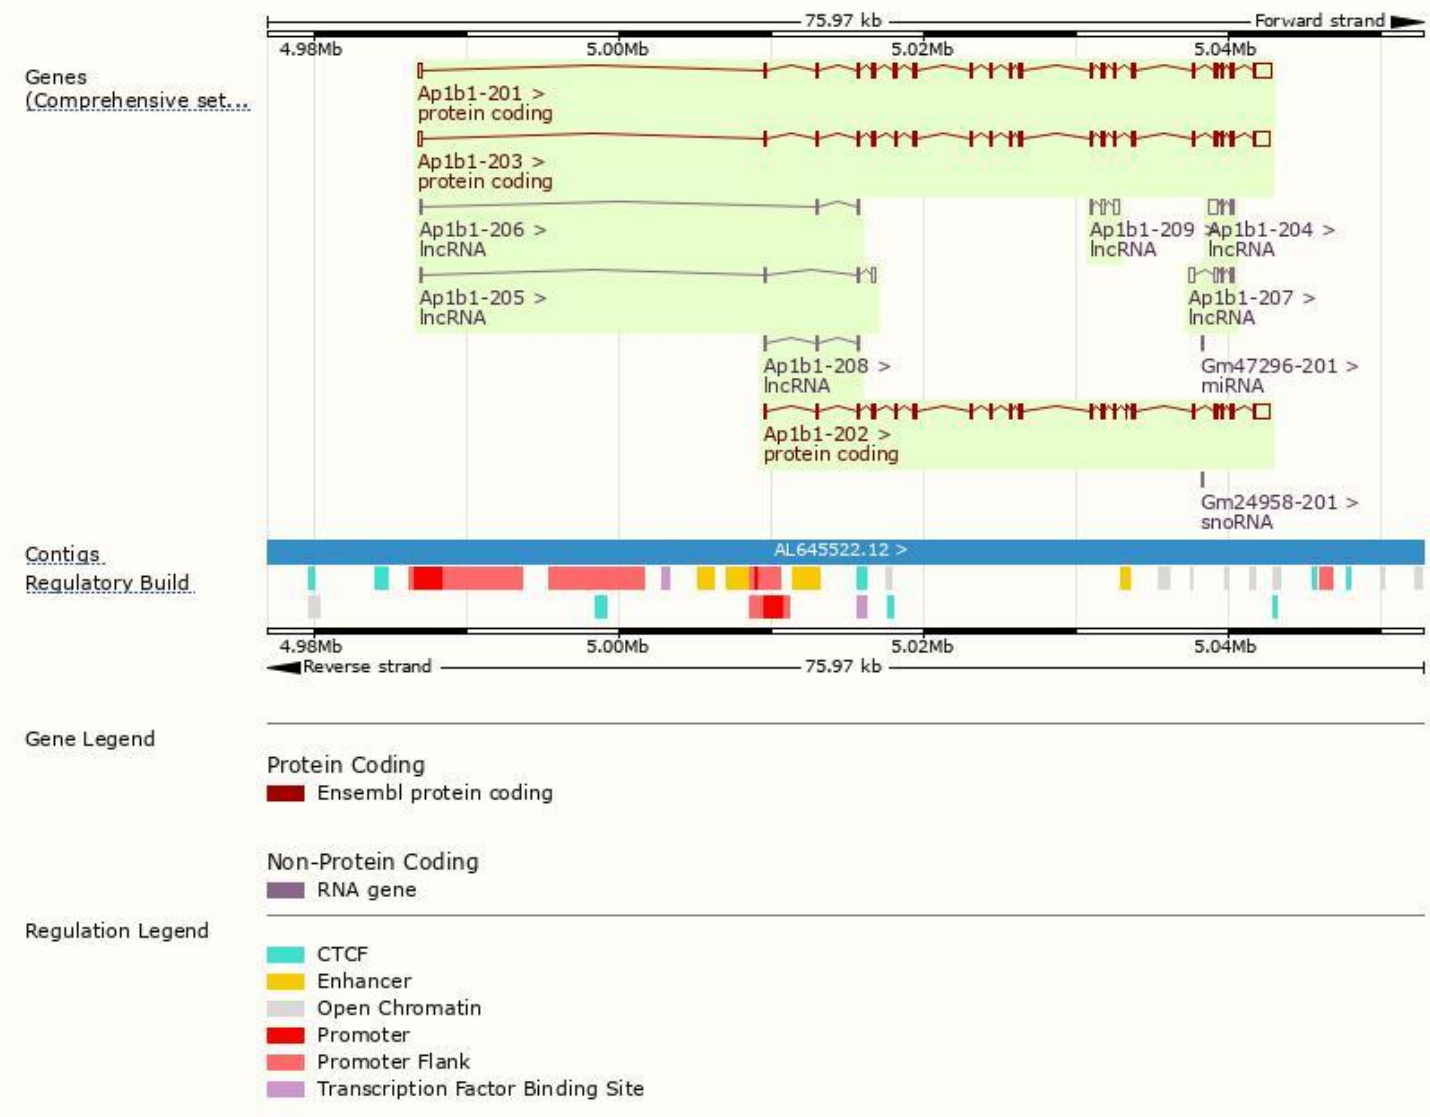 75.97 kb
Forward strand
4.98Mb 5.00Mb 5.02Mb 5.04Mb
Genes
(Comprehensive set...
Ap1b1-201 >
protein coding
Ap1b1-203 >
protein coding
Ap1b1-206 >
lncRNA
Ap1b1-209 >
lncRNA
Ap1b1-204 >
lncRNA
Ap1b1-205 >
lncRNA
Ap1b1-207 >
lncRNA
Ap1b1-208 >
lncRNA
Gm47296-201 >
miRNA
Ap1b1-202 >
protein coding
Gm24958-201 >
snoRNA
Contigs
AL645522.12 >
Regulatory Build
4.98Mb 5.00Mb 5.02Mb 5.04Mb
Reverse strand
75.97 kb
Gene Legend
Protein Coding
Ensembl protein coding
Non-Protein Coding
RNA gene
Regulation Legend
CTCF
Enhancer
Open Chromatin
Promoter
Promoter Flank
Transcription Factor Binding Site